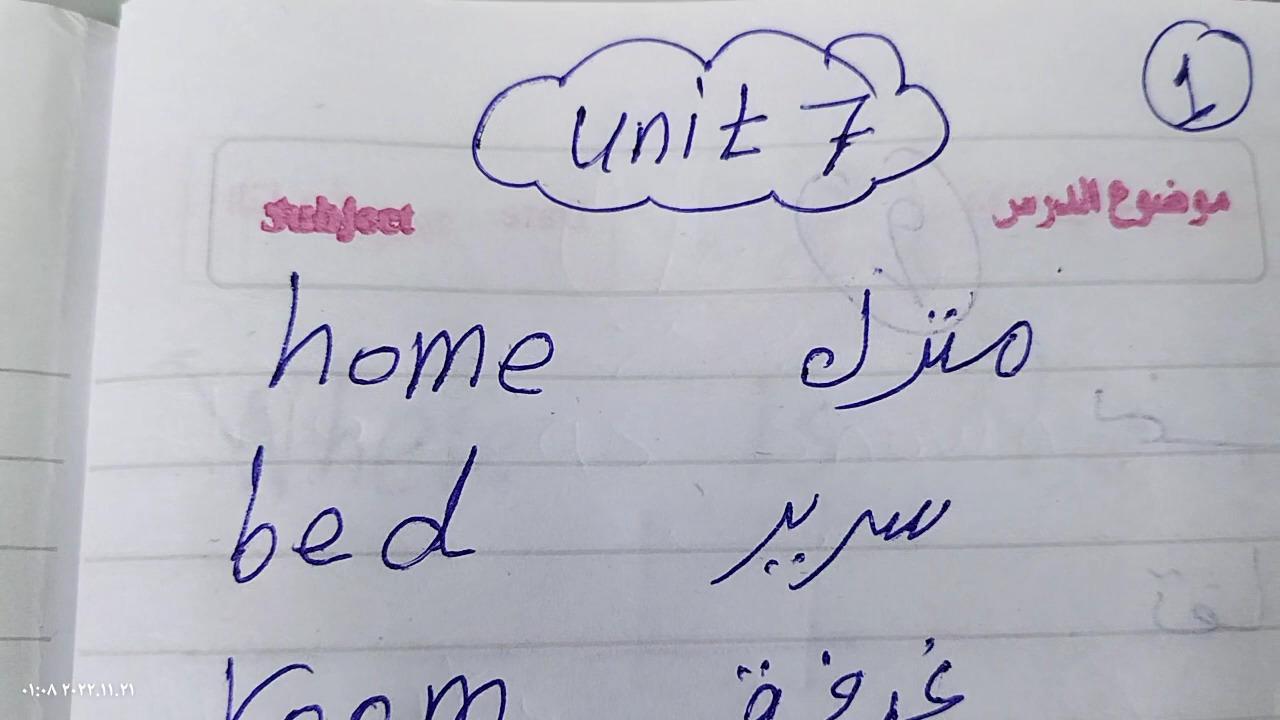 unit 7
1
Subject موضوع الدرس
home منزل
bed سرير
room غرفة
٠١:٠٨ ٢٠٢٢.١١.٢١